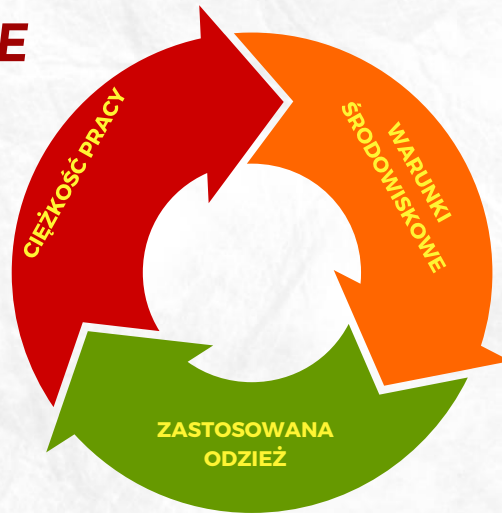 E
CIĘŻKOŚĆ PRACY
WARUNKI
ŚRODOWISKOWE
ZASTOSOWANA
ODZIEŻ